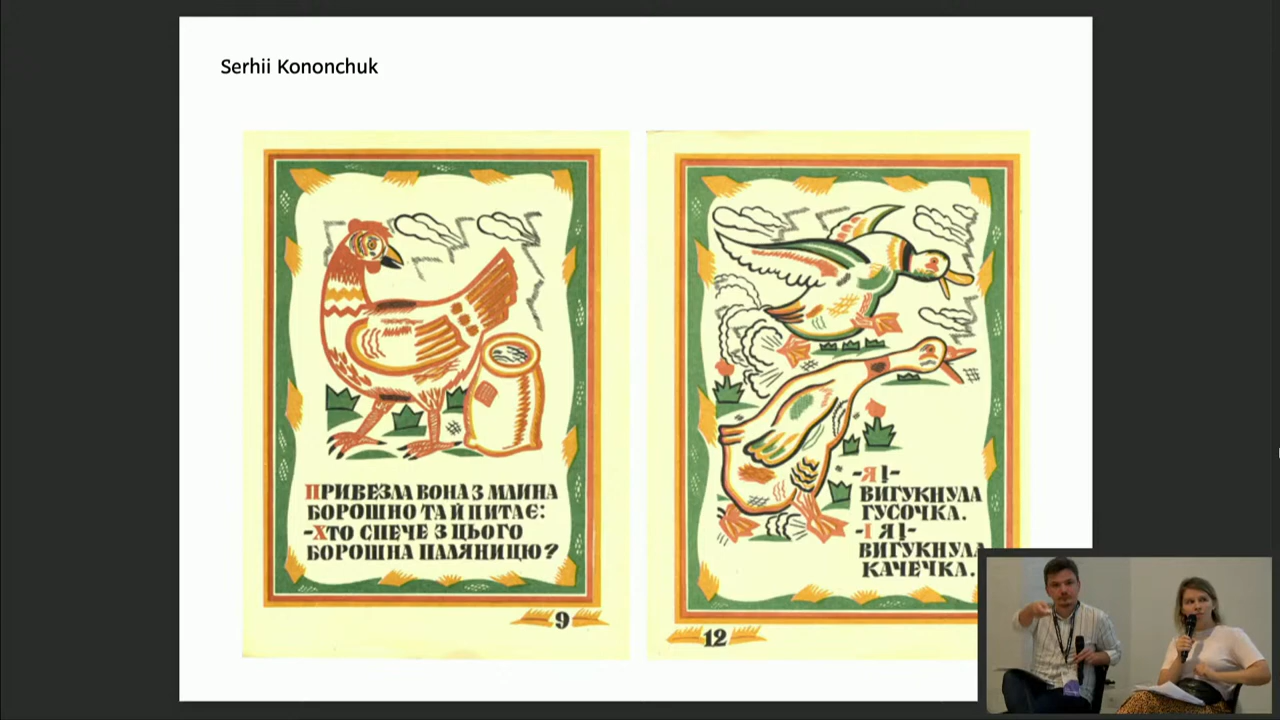 Serhii Kononchuk
ПРИВЕЗЛА ВОНА З МЛИНА
БОРОШНО ТА Й ПИТАЄ:
-ХТО СПЕЧЕ З ЦЬОГО
БОРОШНА ПАЛЯНИЦЮ?
9
-Я!-
ВИГУКНУЛА
ГУСОЧКА.
-І Я!-
ВИГУКНУЛА
КАЧЕЧКА.
12